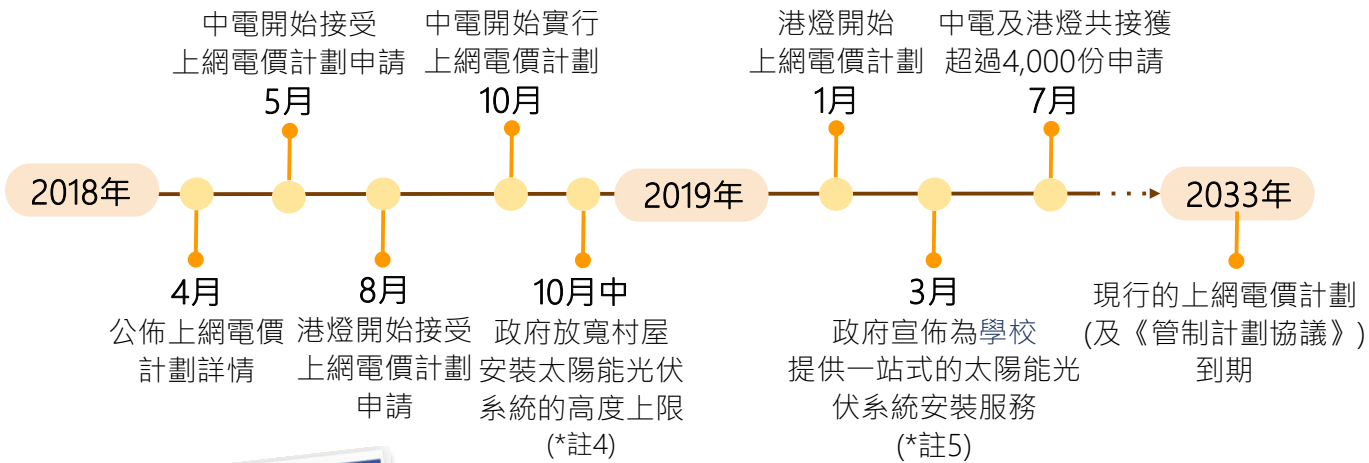 中電開始接受
上網電價計劃申請
5月
中電開始實行
上網電價計劃
10月
港燈開始
上網電價計劃
1月
中電及港燈共接獲
超過4,000份申請
7月
2018年
2019年
2033年
4月
公佈上網電價
計劃詳情
8月
港燈開始接受
上網電價計劃
申請
10月中
政府放寬村屋
安裝太陽能光伏
系統的高度上限
(*註4)
3月
政府宣佈為學校
提供一站式的太陽能光
伏系統安裝服務
(*註5)
現行的上網電價計劃
(及《管制計劃協議》)
到期